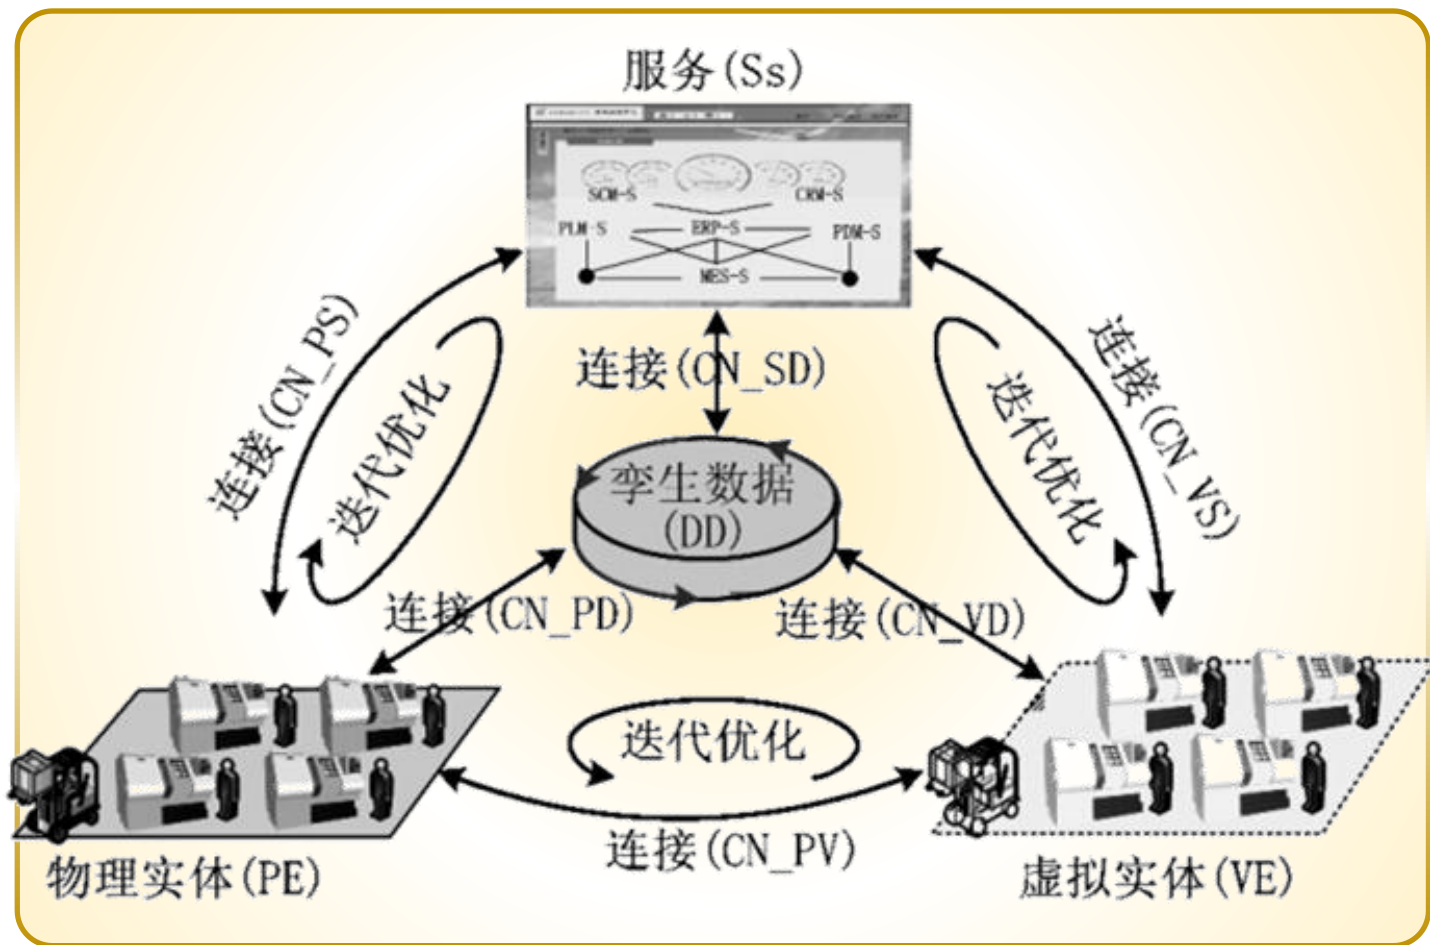 服务(Ss)
SCM-S
CRM-S
PLM-S
ERP-S
PDM-S
MES-S
连接(CN_PS)
迭代优化
连接(CN_SD)
迭代优化
连接(CN_VS)
孪生数据
(DD)
连接(CN_PD)
连接(CN_VD)
迭代优化
连接(CN_PV)
物理实体(PE)
虚拟实体(VE)